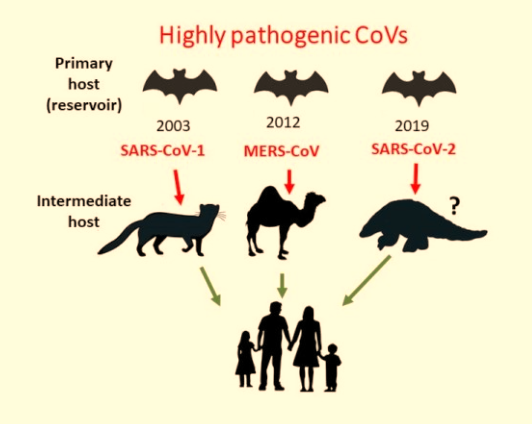 Highly pathogenic CoVs
Primary
host
(reservoir)
2003
2012
2019
SARS-CoV-1
MERS-CoV
SARS-CoV-2
Intermediate
host
?